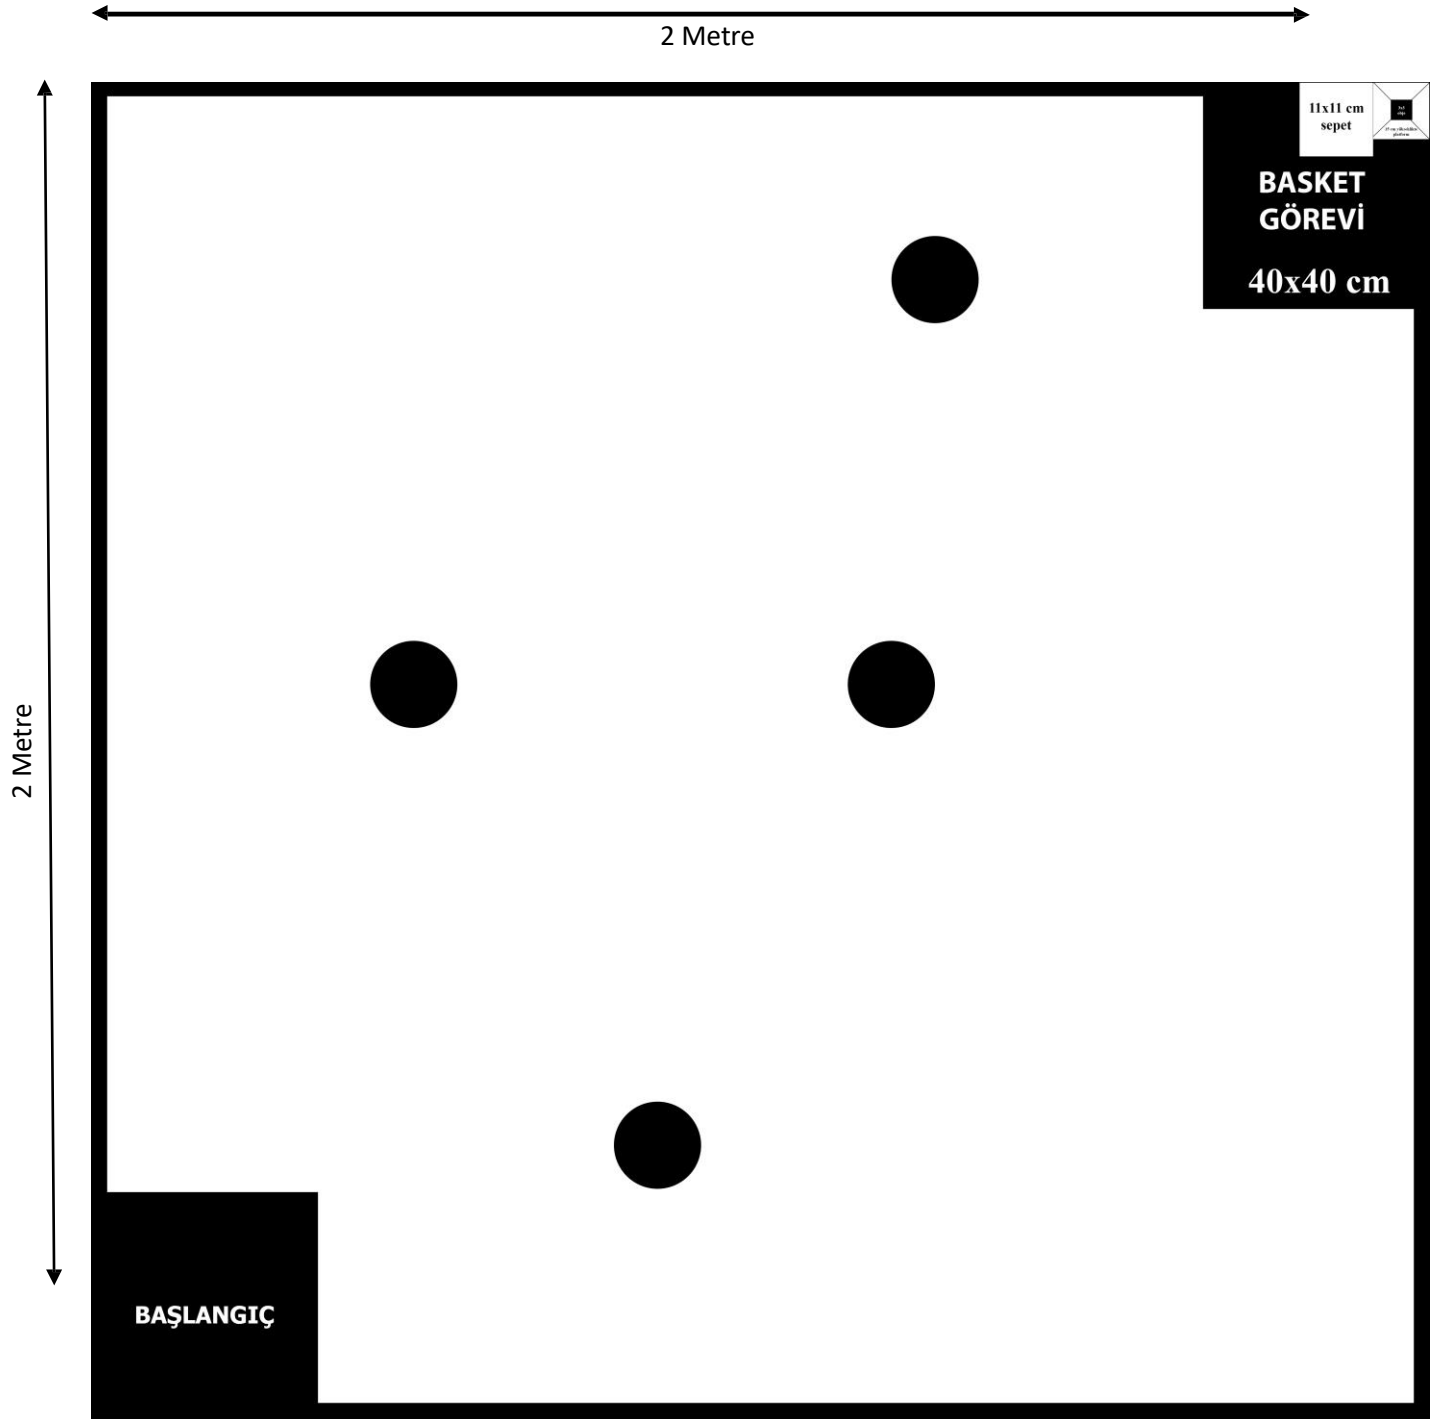 2 Metre
11x11 cm
sepet
BASKET
GÖREVİ
40x40 cm
2 Metre
BAŞLANGIÇ